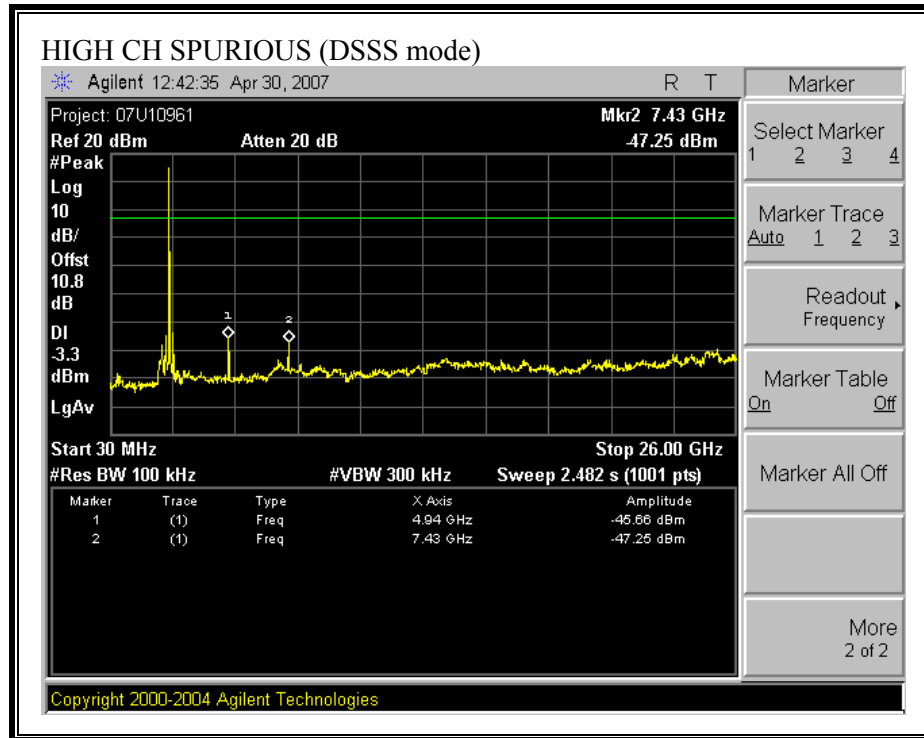 HIGH CH SPURIOUS (DSSS mode)
Agilent 12:42:35 Apr 30, 2007 R T
Project: 07U10961 Mkr2 7.43 GHz
Ref 20 dBm Atten 20 dB -47.25 dBm
#Peak
Log
10
dB/
Offst
10.8
dB
DI
-3.3
dBm
LgAv
1
2
Start 30 MHz Stop 26.00 GHz
#Res BW 100 kHz #VBW 300 kHz Sweep 2.482 s (1001 pts)
Marker Trace Type X Axis Amplitude
1 (1) Freq 4.94 GHz -45.66 dBm
2 (1) Freq 7.43 GHz -47.25 dBm
Copyright 2000-2004 Agilent Technologies
Marker
Select Marker
1 2 3 4
Marker Trace
Auto 1 2 3
Readout
Frequency
Marker Table
On Off
Marker All Off
More
2 of 2